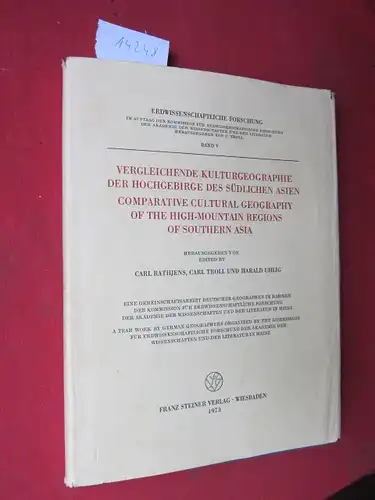 14248
ERDWISSENSCHAFTLICHE FORSCHUNG
IM AUFTRAG DER KOMMISSION FÜR ERDWISSENSCHAFTLICHE FORSCHUNG
DER AKADEMIE DER WISSENSCHAFTEN UND DER LITERATUR
HERAUSGEGEBEN VON C. TROLL
BAND V
VERGLEICHENDE KULTURGEOGRAPHIE
DER HOCHGEBIRGE DES SÜDLICHEN ASIEN
COMPARATIVE CULTURAL GEOGRAPHY
OF THE HIGH-MOUNTAIN REGIONS
OF SOUTHERN ASIA
HERAUSGEGEBEN VON
EDITED BY
CARL RATHJENS, CARL TROLL UND HARALD UHLIG
EINE GEMEINSCHAFTSARBEIT DEUTSCHER GEOGRAPHEN IM RAHMEN
DER KOMMISSION FÜR ERDWISSENSCHAFTLICHE FORSCHUNG
DER AKADEMIE DER WISSENSCHAFTEN UND DER LITERATUR IN MAINZ
A TEAM WORK BY GERMAN GEOGRAPHERS ORGANIZED BY THE KOMMISSION
FÜR ERDWISSENSCHAFTLICHE FORSCHUNG DER AKADEMIE DER
WISSENSCHAFTEN UND DER LITERATUR IN MAINZ
FRANZ STEINER VERLAG · WIESBADEN
1973